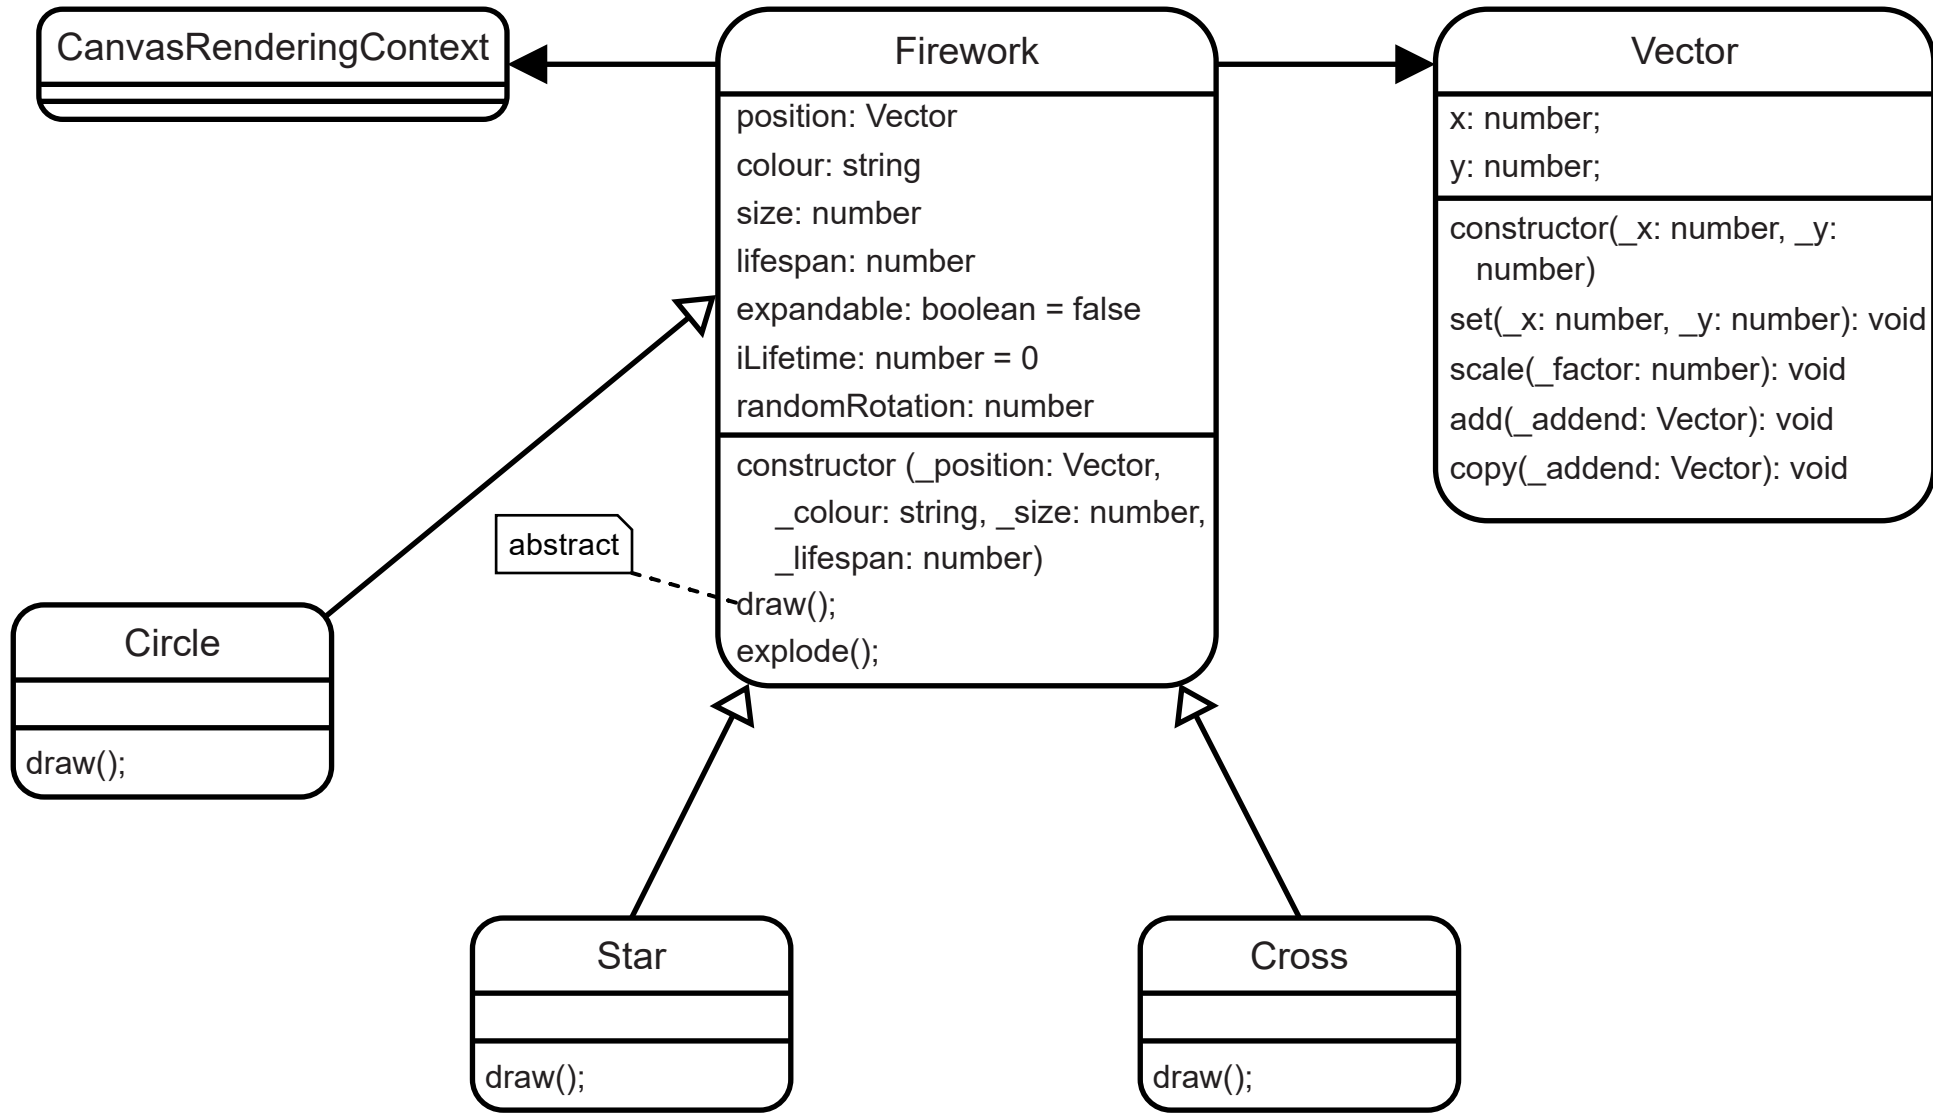 CanvasRenderingContext
Firework
position: Vector
colour: string
size: number
lifespan: number
expandable: boolean = false
iLifetime: number = 0
randomRotation: number
constructor (_position: Vector,
_colour: string, _size: number,
_lifespan: number)
draw();
explode();
Vector
x: number;
y: number;
constructor(_x: number, _y:
number)
set(_x: number, _y: number): void
scale(_factor: number): void
add(_addend: Vector): void
copy(_addend: Vector): void
abstract
Circle
draw();
Star
draw();
Cross
draw();